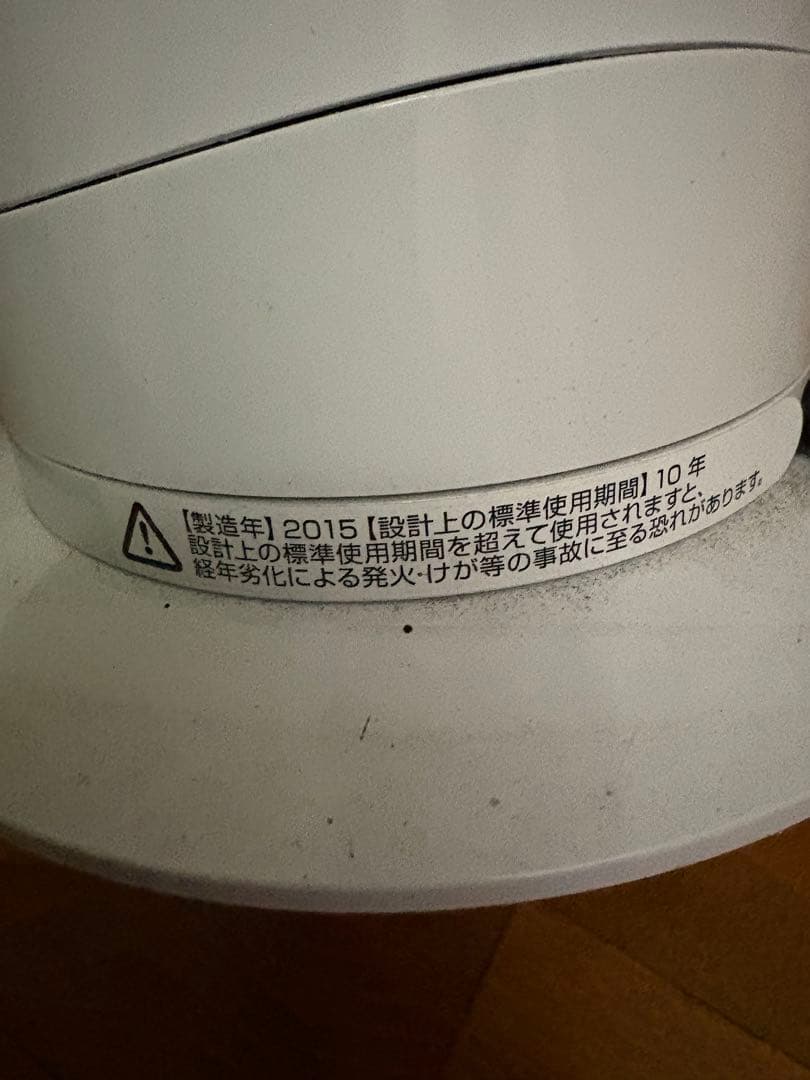 【製造年】2015【設計上の標準使用期間】10年
設計上の標準使用期間を超えて使用されますと、
経年劣化による発火・けが等の事故に至る恐れがあります。